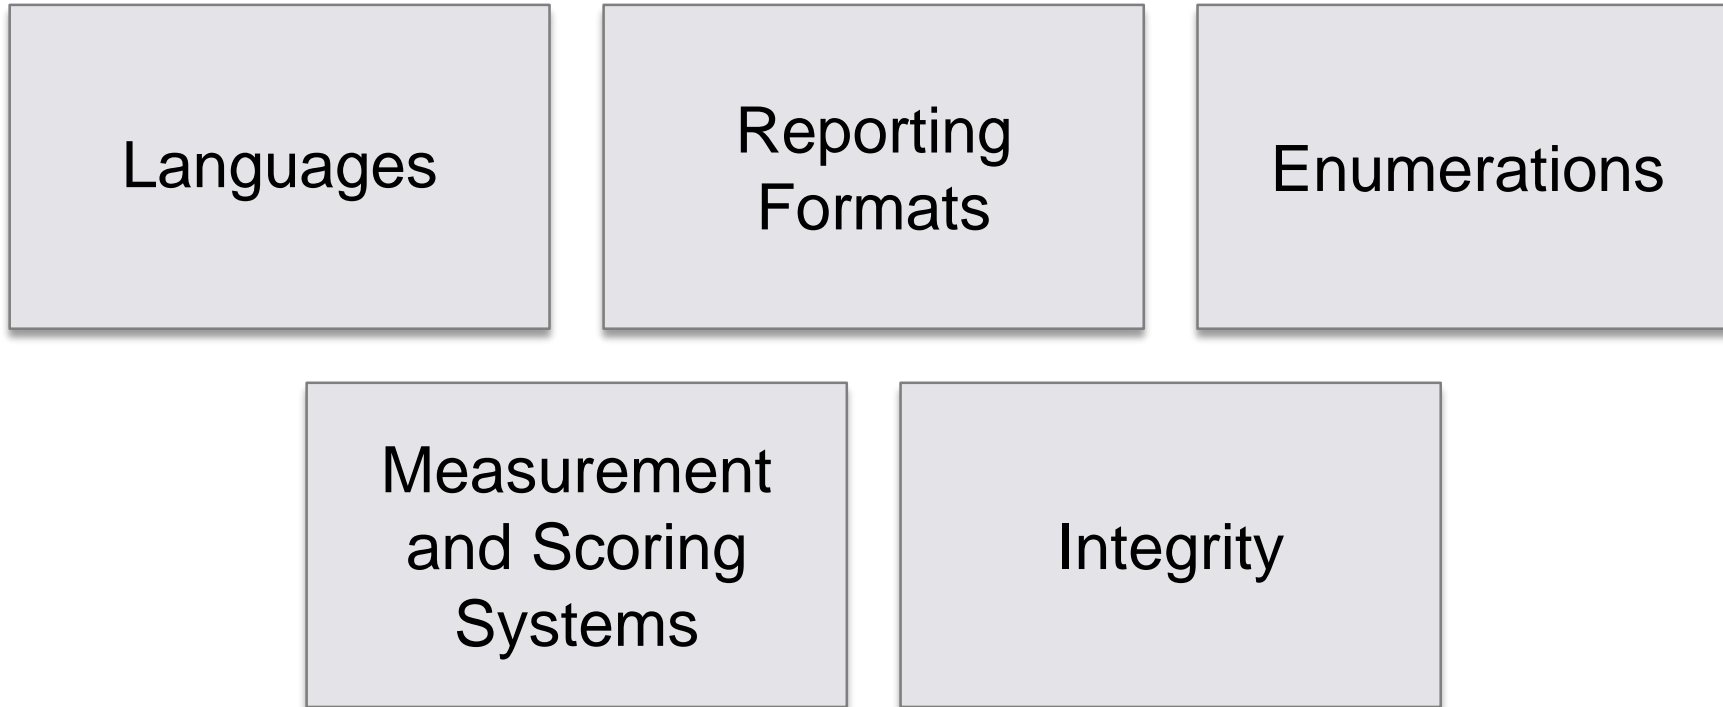 Languages
Reporting
Formats
Enumerations
Measurement
and Scoring
Systems
Integrity